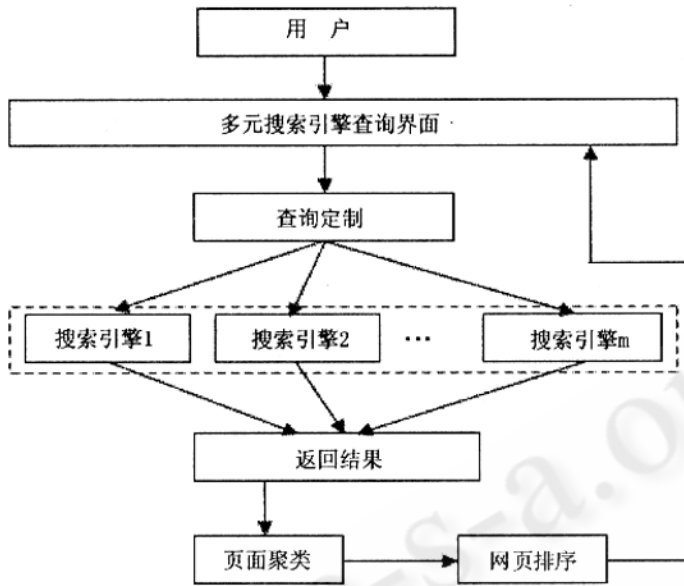 用 户
多元搜索引擎查询界面
查询定制
搜索引擎1
搜索引擎2
…
搜索引擎m
返回结果
页面聚类
网页排序
s-a.or